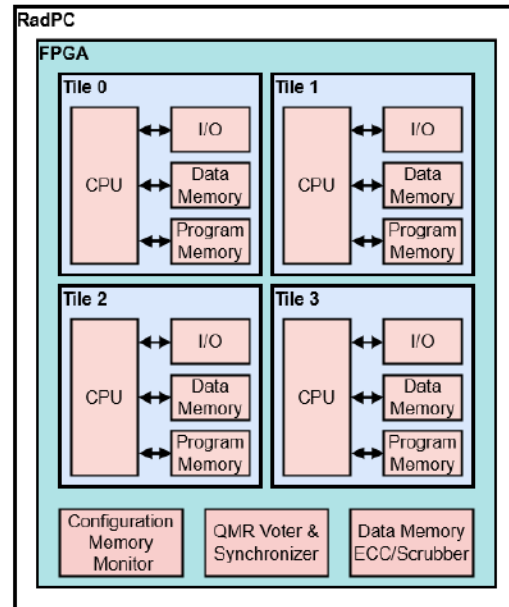 RadPC
FPGA
Tile 0
CPU
I/O
Data
Memory
Program
Memory
Tile 1
CPU
I/O
Data
Memory
Program
Memory
Tile 2
CPU
I/O
Data
Memory
Program
Memory
Tile 3
CPU
I/O
Data
Memory
Program
Memory
Configuration
Memory
Monitor
QMR Voter &
Synchronizer
Data Memory
ECC/Scrubber